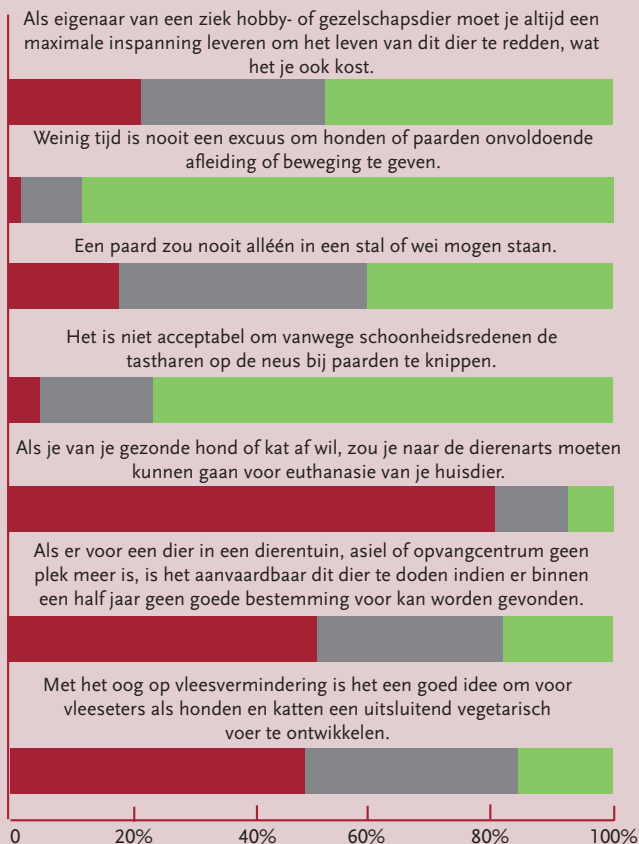 Als eigenaar van een ziek hobby- of gezelschapsdier moet je altijd een
maximale inspanning leveren om het leven van dit dier te redden, wat
het je ook kost.
Weinig tijd is nooit een excuus om honden of paarden onvoldoende
afleiding of beweging te geven.
Een paard zou nooit alléén in een stal of wei mogen staan.
Het is niet acceptabel om vanwege schoonheidsredenen de
tastharen op de neus bij paarden te knippen.
Als je van je gezonde hond of kat af wil, zou je naar de dierenarts moeten
kunnen gaan voor euthanasie van je huisdier.
Als er voor een dier in een dierentuin, asiel of opvangcentrum geen
plek meer is, is het aanvaardbaar dit dier te doden indien er binnen
een half jaar geen goede bestemming voor kan worden gevonden.
Met het oog op vleesvermindering is het een goed idee om voor
vleeseters als honden en katten een uitsluitend vegetarisch
voer te ontwikkelen.
0 20% 40% 60% 80% 100%